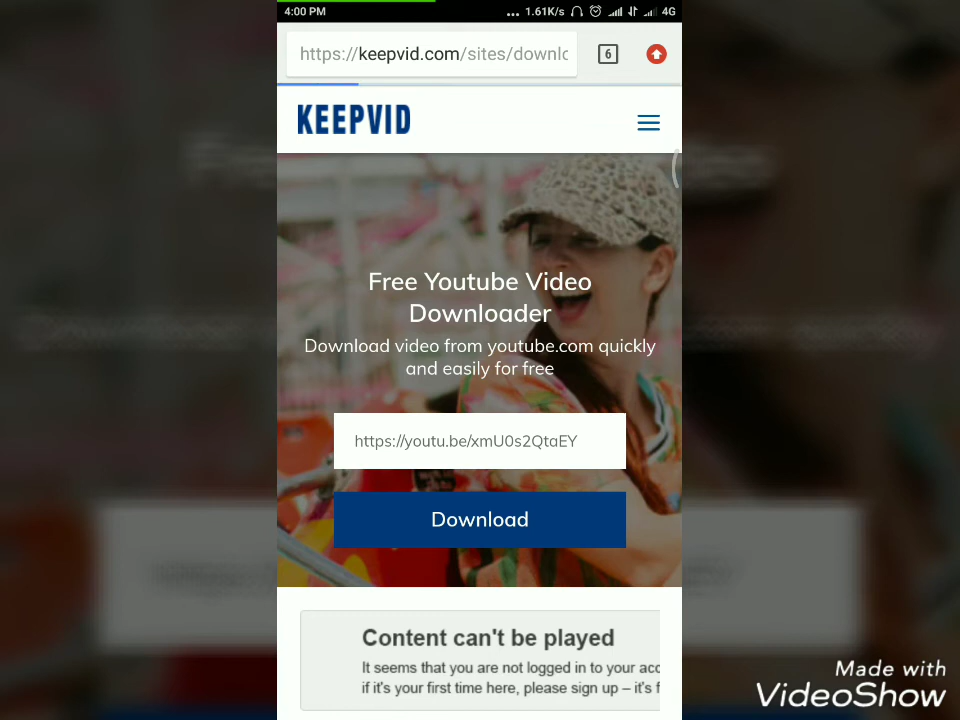 4:00 PM ... 1.61K/s 4G
https://keepvid.com/sites/downlo
6
KEEPVID
Free Youtube Video
Downloader
Download video from youtube.com quickly
and easily for free
https://youtu.be/xmU0s2QtaEY
Download
Content can't be played
It seems that you are not logged in to your acc
if it's your first time here, please sign up – it's f
Made with
VideoShow